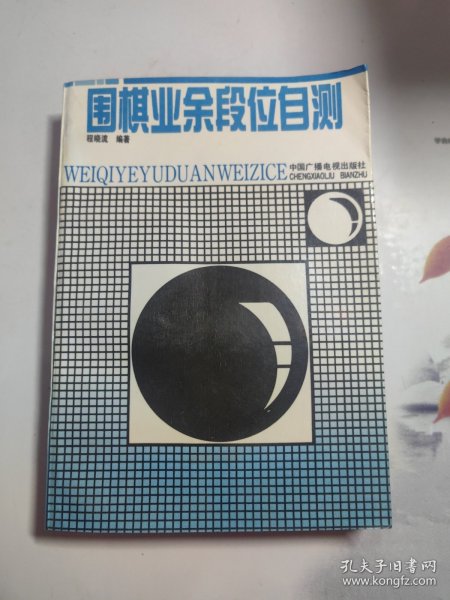 围棋业余段位自测
程晓流 编著
WEIQIYEYUDUANWEIZICE
中国广播电视出版社
CHENGXIAOLIU BIANZHU
孔夫子旧书网
www.kongfz.com